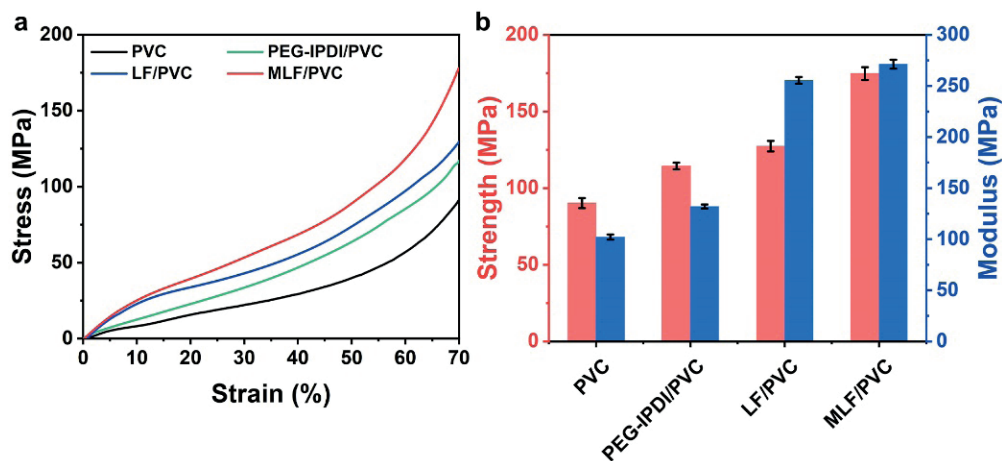 a
200
150
100
50
0
Stress (MPa)
PVC
PEG-IPDI/PVC
LF/PVC
MLF/PVC
0 10 20 30 40 50 60 70
Strain (%)
b
200
150
100
50
0
Strength (MPa)
300
250
200
150
100
50
0
Modulus (MPa)
PVC
PEG-IPDI/PVC
LF/PVC
MLF/PVC